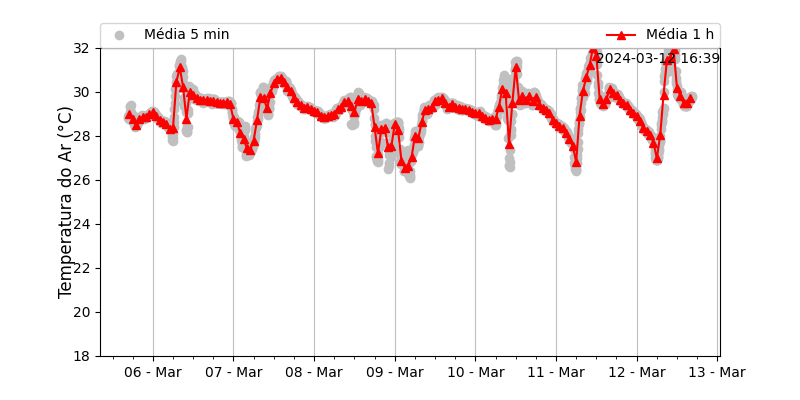 Média 5 min
Média 1 h
2024-03-12 16:39
Temperatura do Ar (°C)
32
30
28
26
24
22
20
18
06 - Mar
07 - Mar
08 - Mar
09 - Mar
10 - Mar
11 - Mar
12 - Mar
13 - Mar